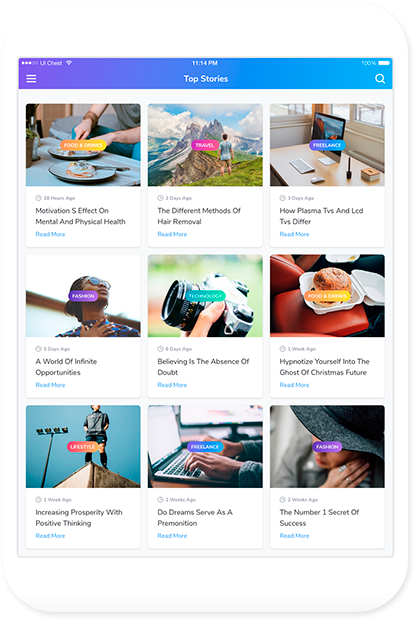 UI Chest
11:14 PM
100%
Top Stories
FOOD & DRINKS
TRAVEL
FREELANCE
18 Hours Ago
2 Days Ago
3 Days Ago
Motivation S Effect On
Mental And Physical Health
The Different Methods Of
Hair Removal
How Plasma Tvs And Lcd
Tvs Differ
Read More
Read More
Read More
FASHION
TECHNOLOGY
FOOD & DRINKS
5 Days Ago
6 Days Ago
1 Week Ago
A World Of Infinite
Opportunities
Believing Is The Absence Of
Doubt
Hypnotize Yourself Into The
Ghost Of Christmas Future
Read More
Read More
Read More
LIFESTYLE
FREELANCE
FASHION
1 Week Ago
2 Weeks Ago
2 Weeks Ago
Increasing Prosperity With
Positive Thinking
Do Dreams Serve As A
Premonition
The Number 1 Secret Of
Success
Read More
Read More
Read More